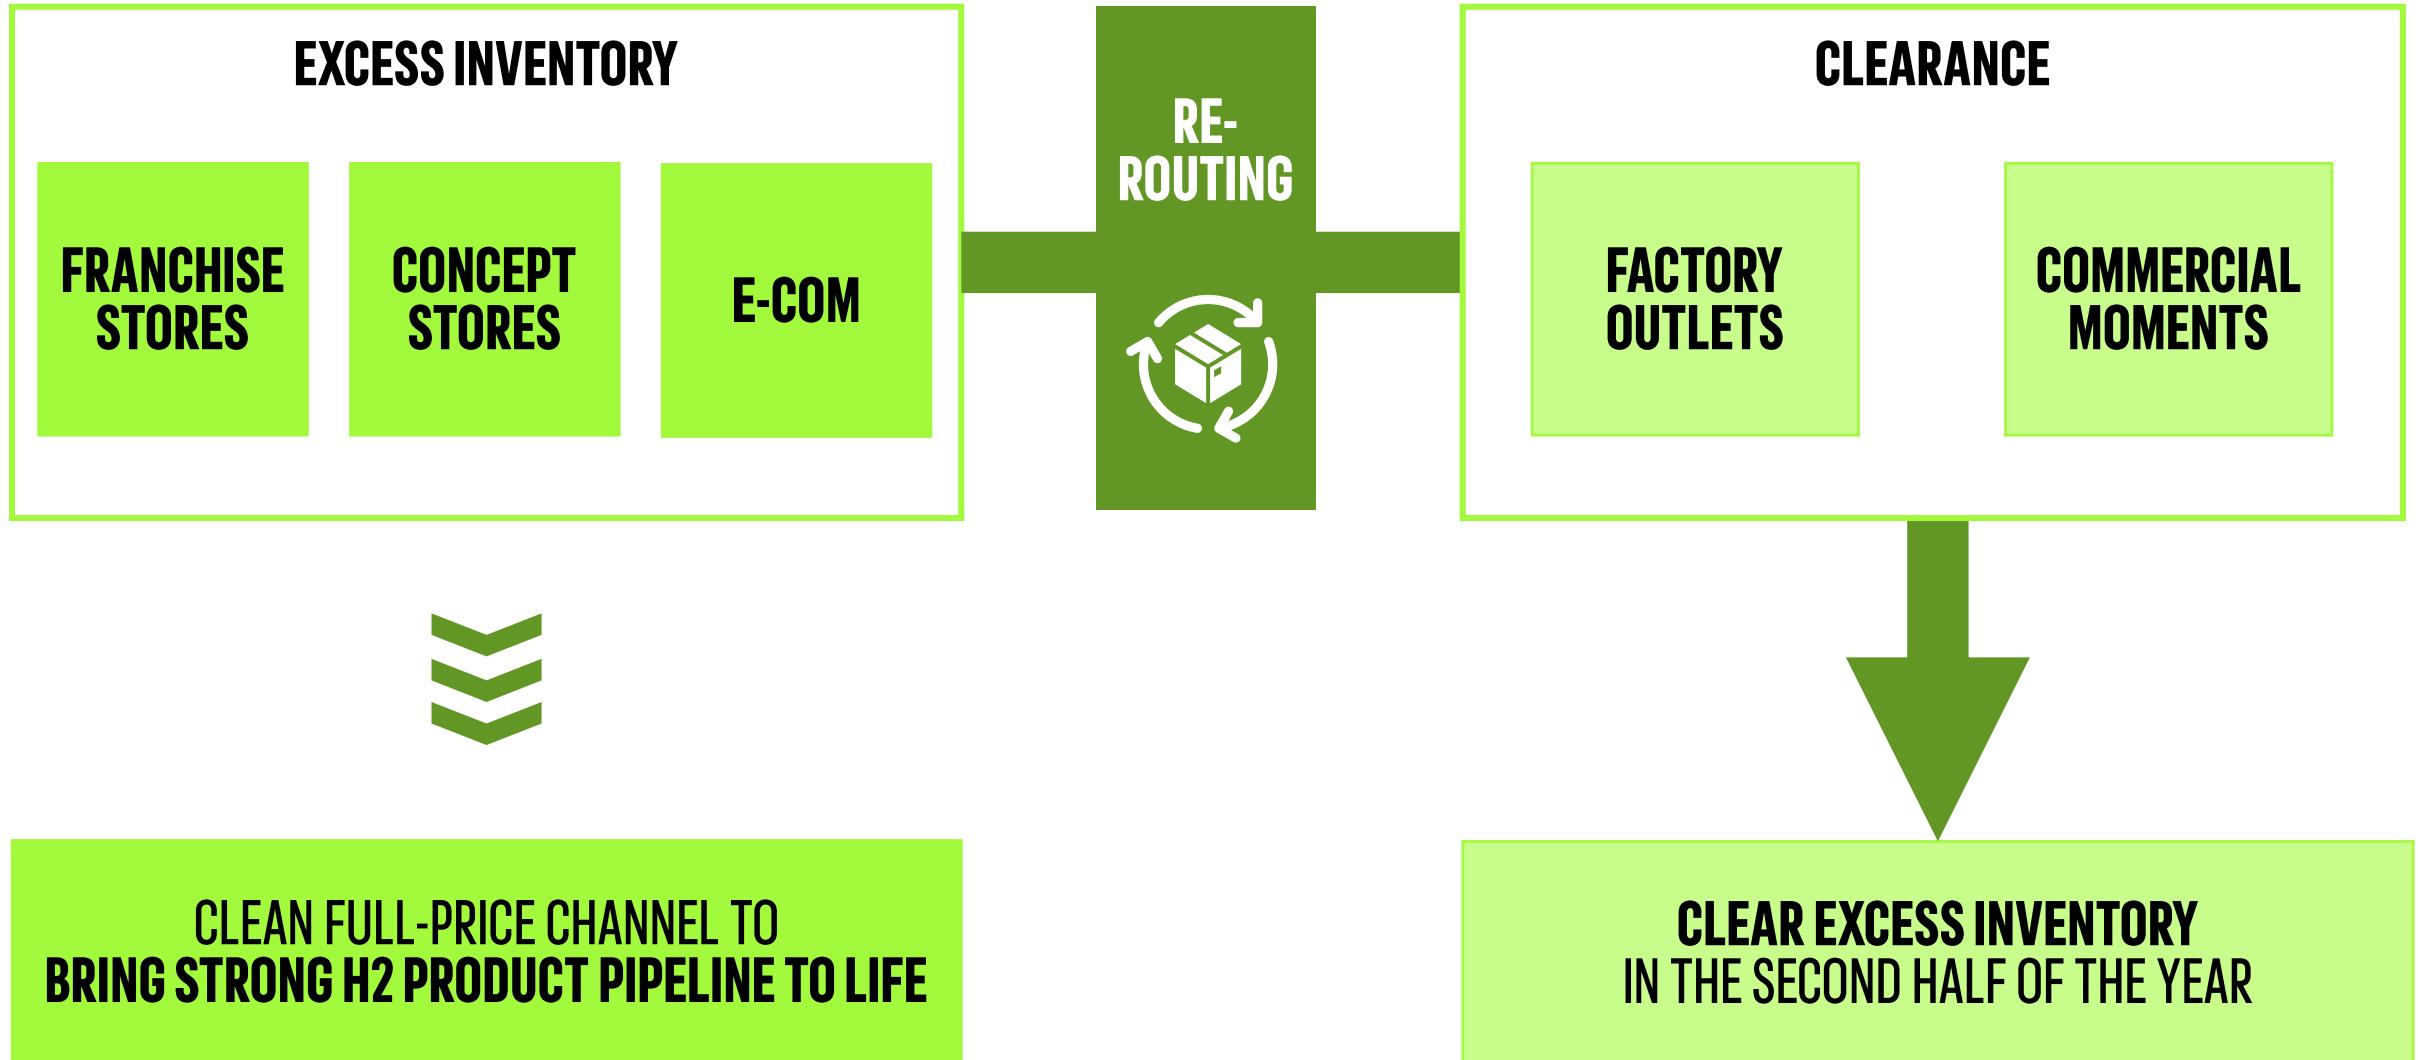 EXCESS INVENTORY
FRANCHISE
STORES
CONCEPT
STORES
E-COM
RE-
ROUTING
CLEARANCE
FACTORY
OUTLETS
COMMERCIAL
MOMENTS
CLEAN FULL-PRICE CHANNEL TO
BRING STRONG H2 PRODUCT PIPELINE TO LIFE
CLEAR EXCESS INVENTORY
IN THE SECOND HALF OF THE YEAR